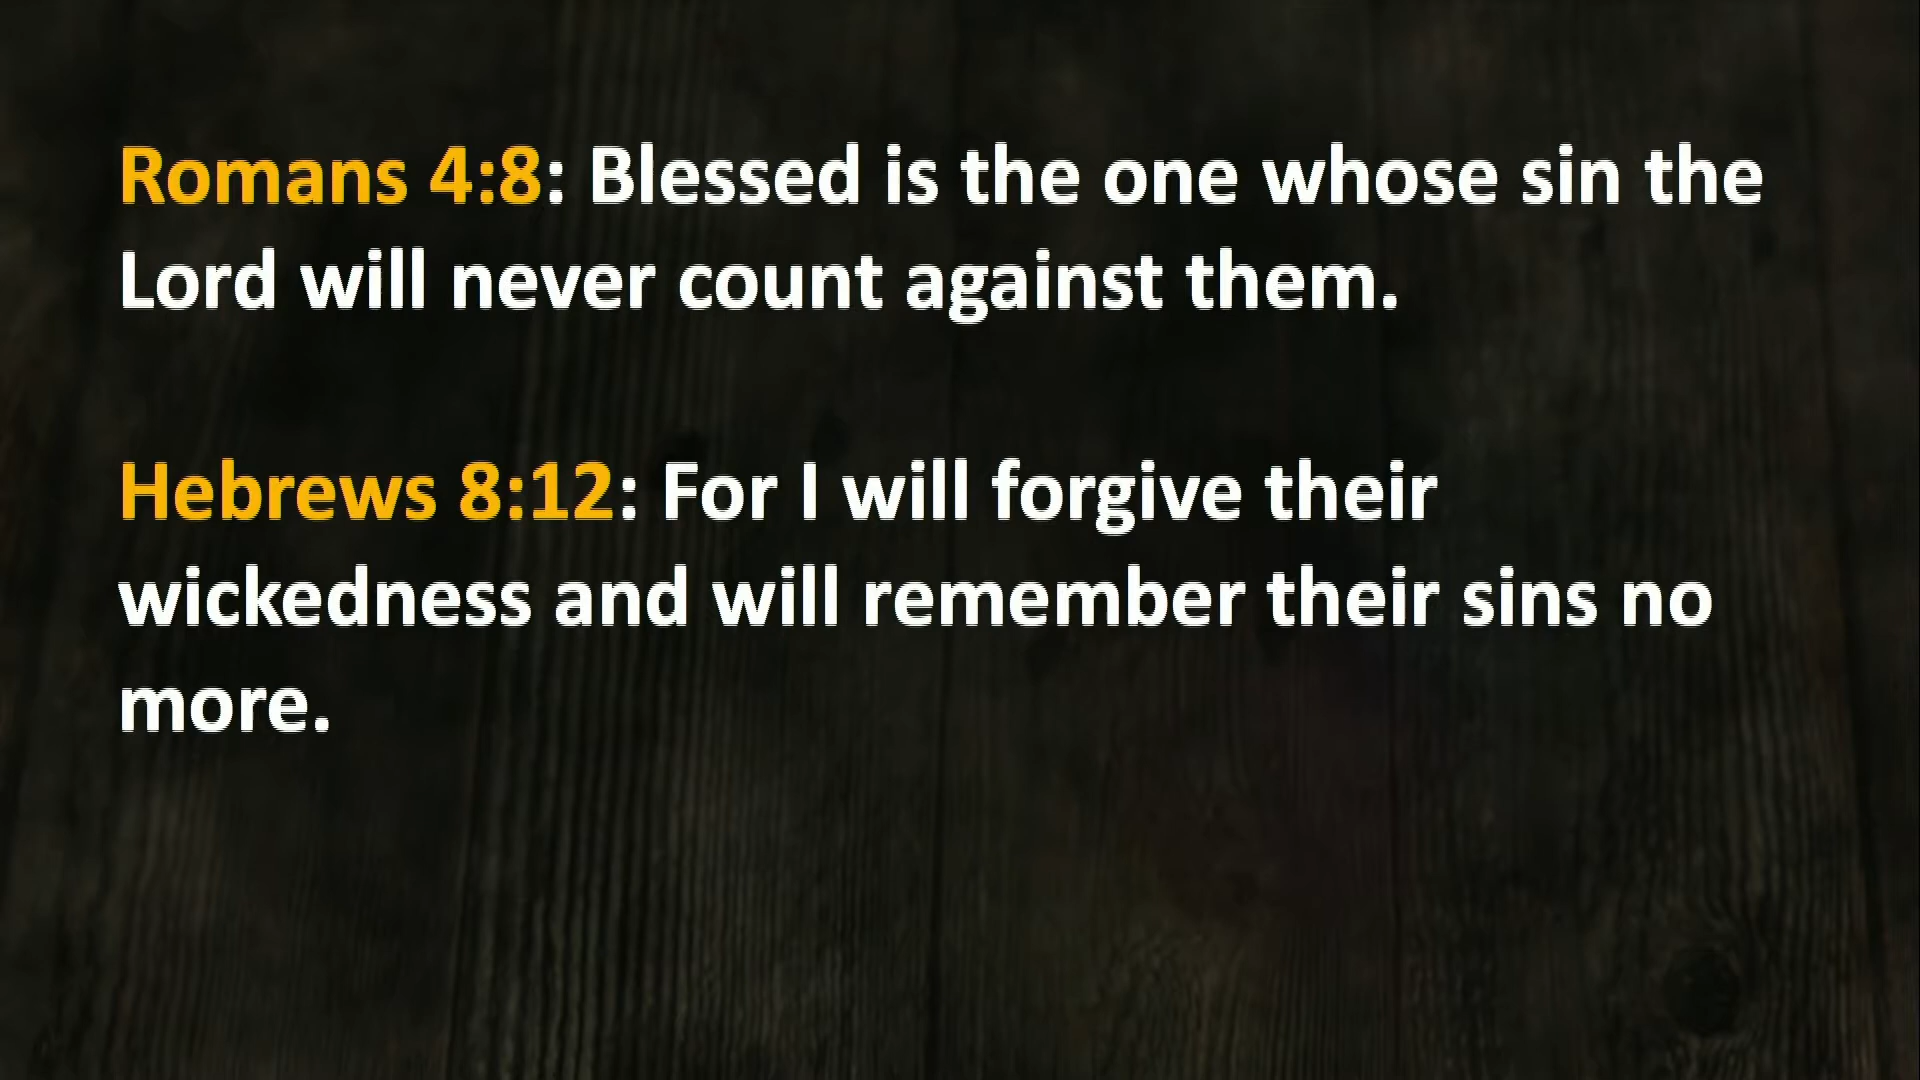 Romans 4:8: Blessed is the one whose sin the
Lord will never count against them.
Hebrews 8:12: For I will forgive their
wickedness and will remember their sins no
more.